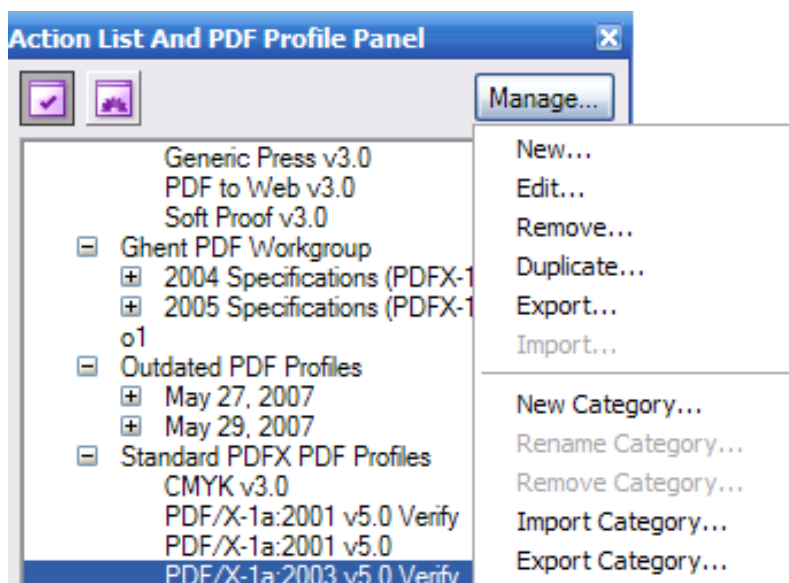 Action List And PDF Profile Panel
Manage...
Generic Press v3.0
PDF to Web v3.0
Soft Proof v3.0
Ghent PDF Workgroup
2004 Specifications (PDFX-1
2005 Specifications (PDFX-1
o1
Outdated PDF Profiles
May 27, 2007
May 29, 2007
Standard PDFX PDF Profiles
CMYK v3.0
PDF/X-1a:2001 v5.0 Verify
PDF/X-1a:2001 v5.0
PDF/X-1a:2003 v5.0 Verify
New...
Edit...
Remove...
Duplicate...
Export...
Import...
New Category...
Rename Category...
Remove Category...
Import Category...
Export Category...